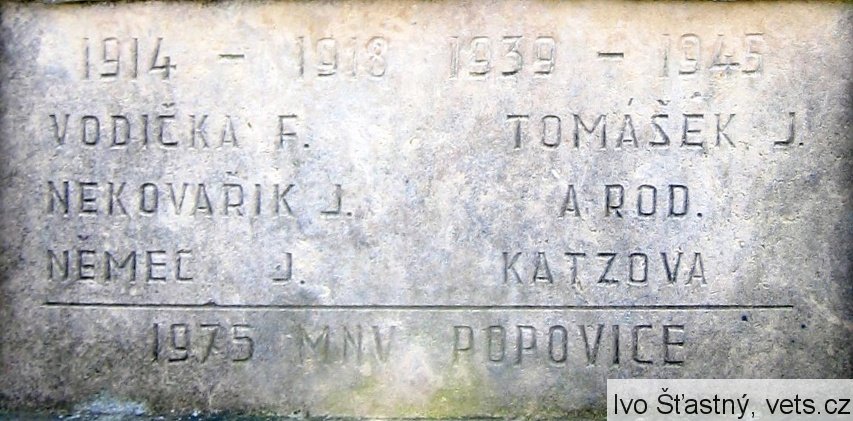 1914 - 1918 1939 - 1945
VODIČKA F. TOMÁŠEK J.
NEKOVAŘIK J. A ROD.
NĚMEC J. KATZOVA
1975 MNV POPOVICE
Ivo Šťastný, vets.cz